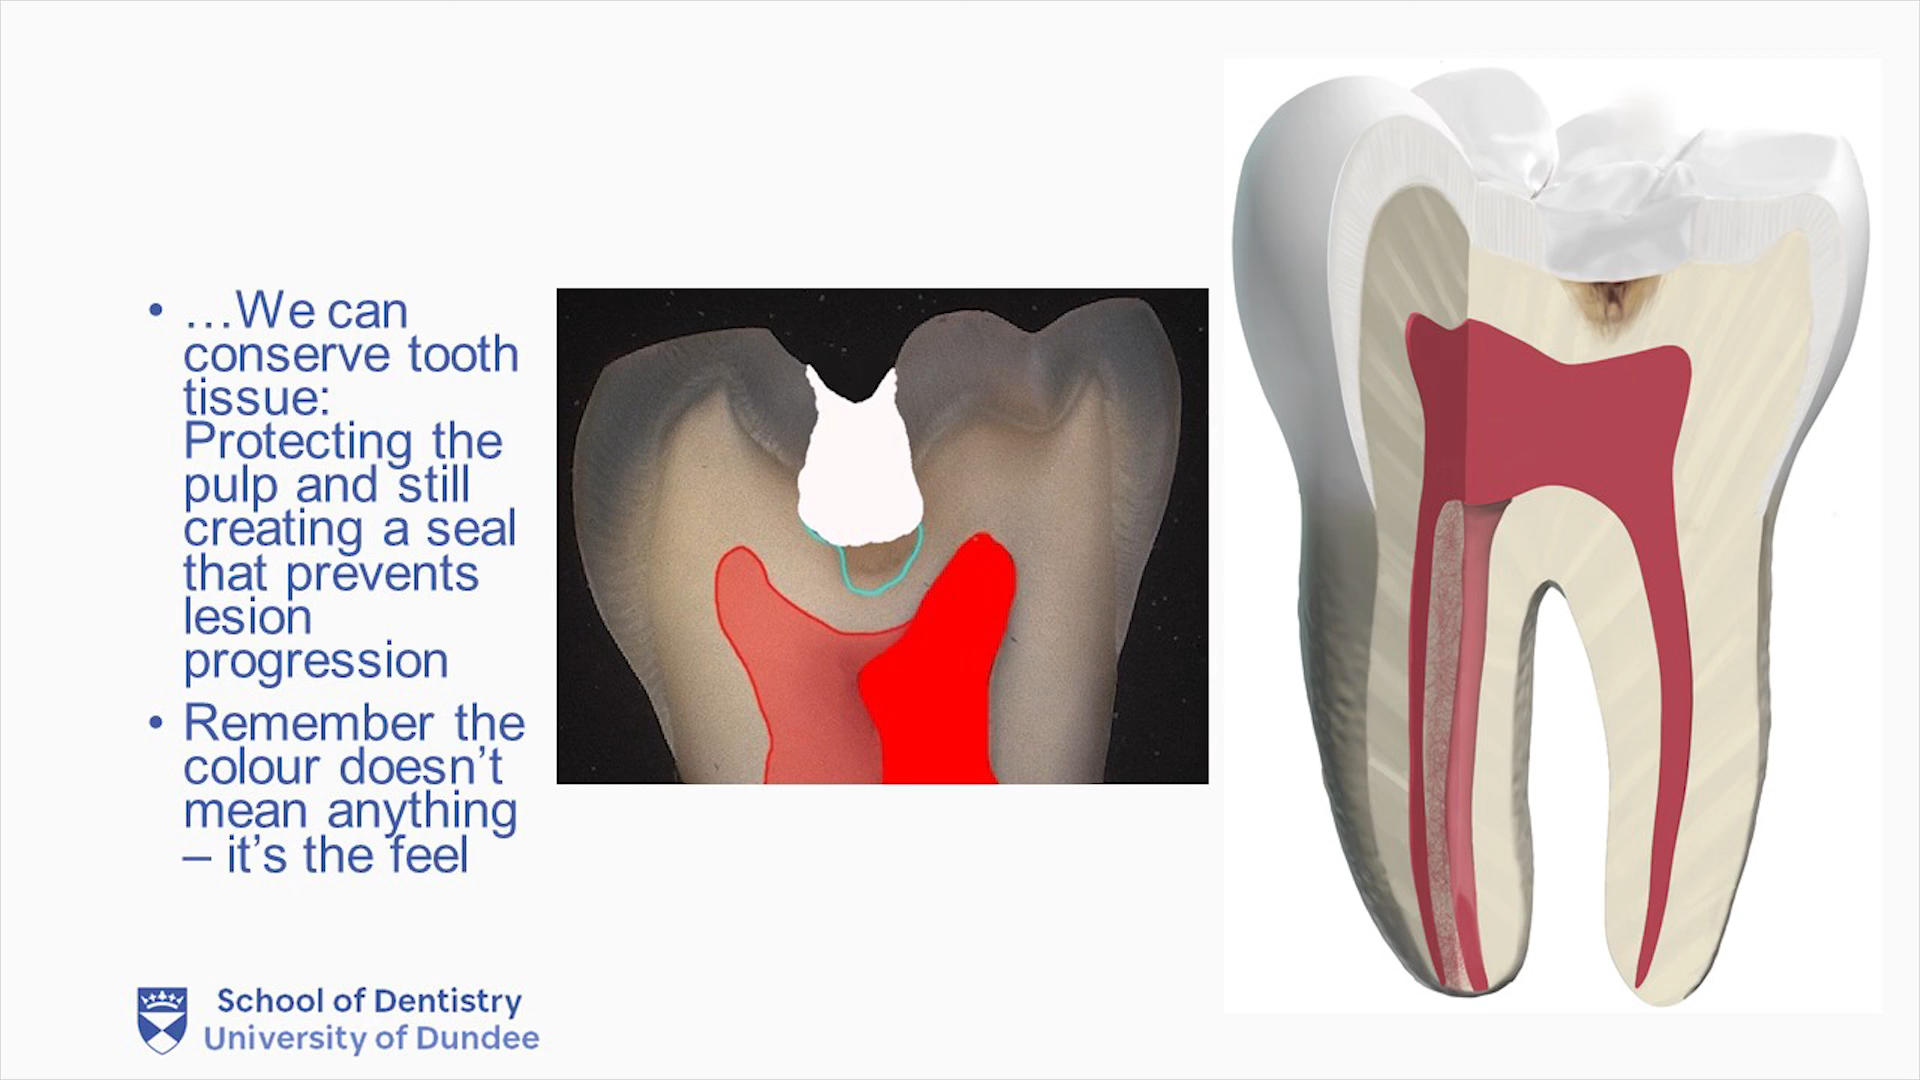 • …We can
conserve tooth
tissue:
Protecting the
pulp and still
creating a seal
that prevents
lesion
progression
• Remember the
colour doesn’t
mean anything
– it’s the feel
School of Dentistry
University of Dundee